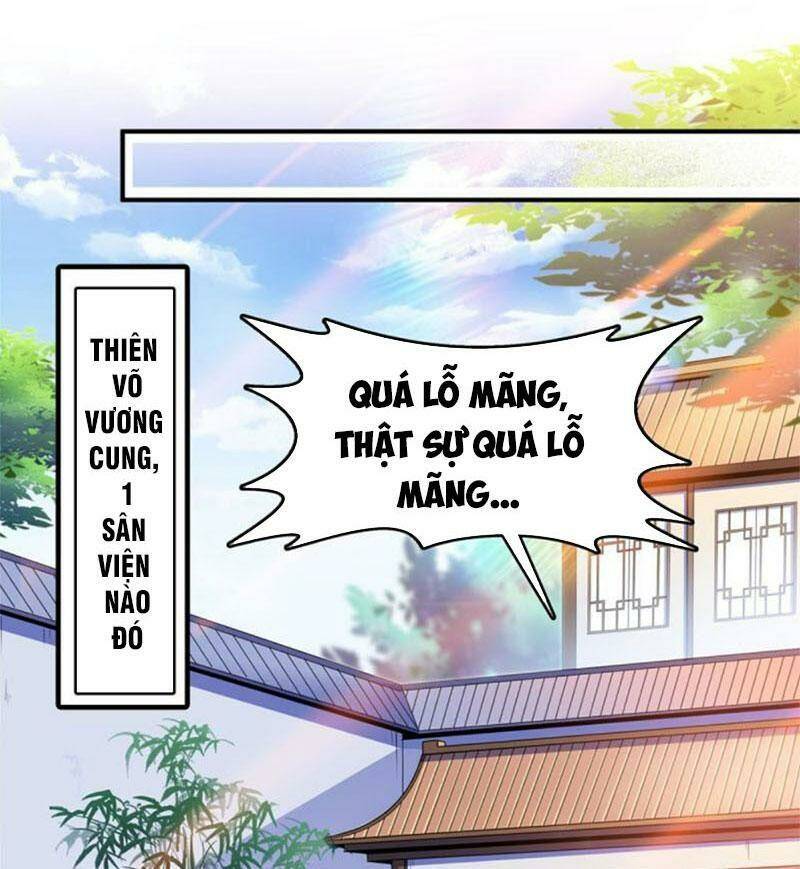 THIÊN
VÕ
VƯƠNG
CUNG,
1
SÂN
VIỆN
NÀO
ĐÓ
QUÁ LỖ MÃNG,
THẬT SỰ QUÁ LỖ
MÃNG...